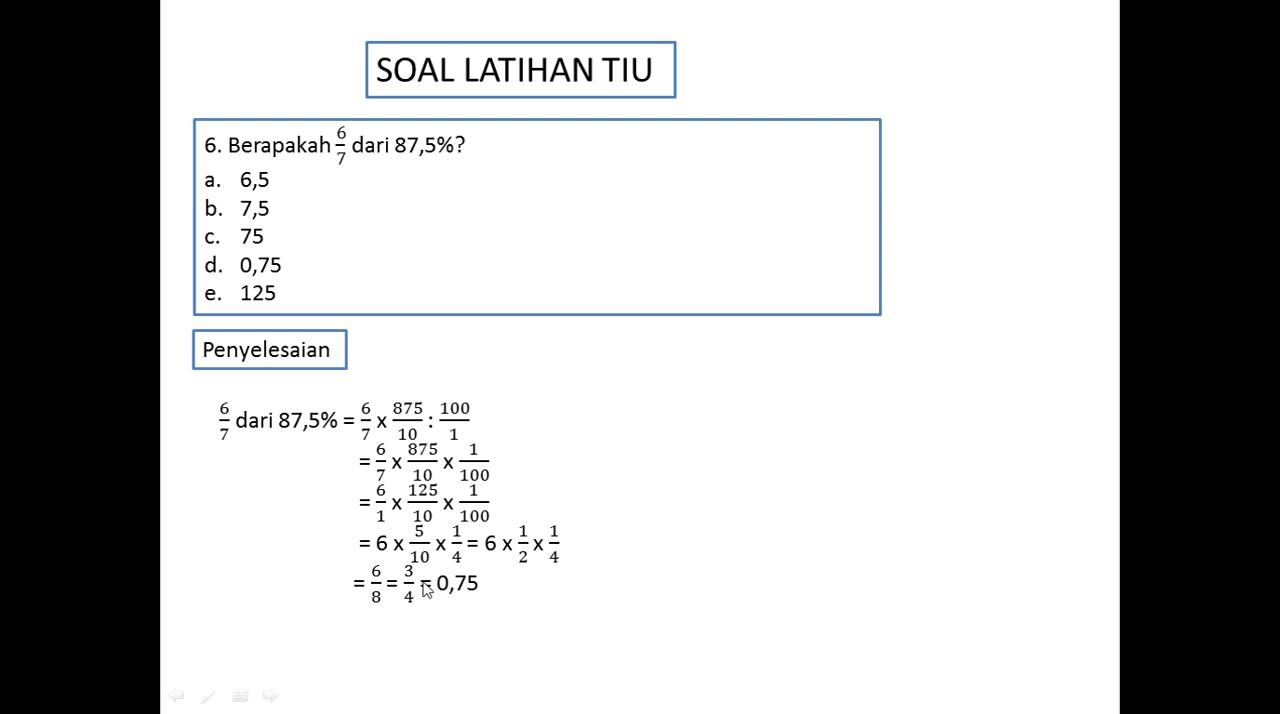 SOAL LATIHAN TIU
6. Berapakah 6/7 dari 87,5%?
a. 6,5
b. 7,5
c. 75
d. 0,75
e. 125
Penyelesaian
6/7 dari 87,5% = 6/7 x 875/10 : 100/1
= 6/7 x 875/10 x 1/100
= 6/1 x 125/10 x 1/100
= 6 x 5/10 x 1/4 = 6 x 1/2 x 1/4
= 6/8 = 3/4 = 0,75